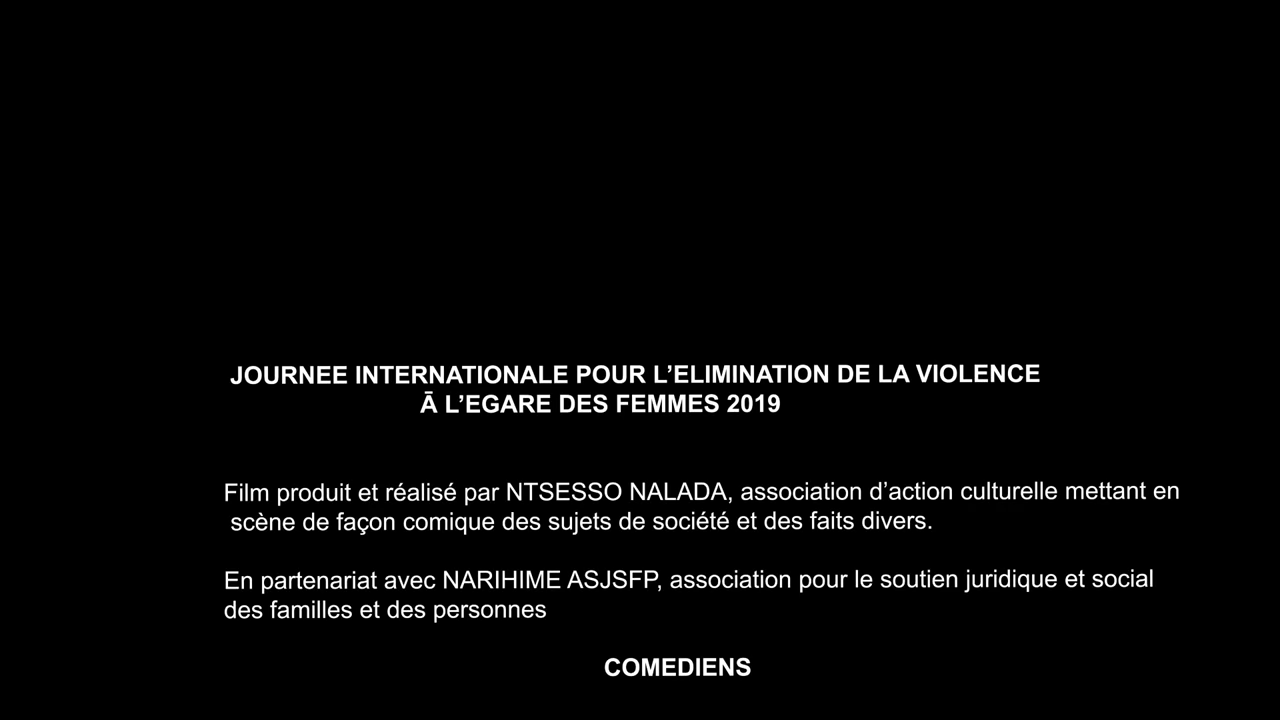 JOURNEE INTERNATIONALE POUR L’ELIMINATION DE LA VIOLENCE
Ā L’EGARE DES FEMMES 2019
Film produit et réalisé par NTSESSO NALADA, association d’action culturelle mettant en
scène de façon comique des sujets de société et des faits divers.
En partenariat avec NARIHIME ASJSFP, association pour le soutien juridique et social
des familles et des personnes
COMEDIENS